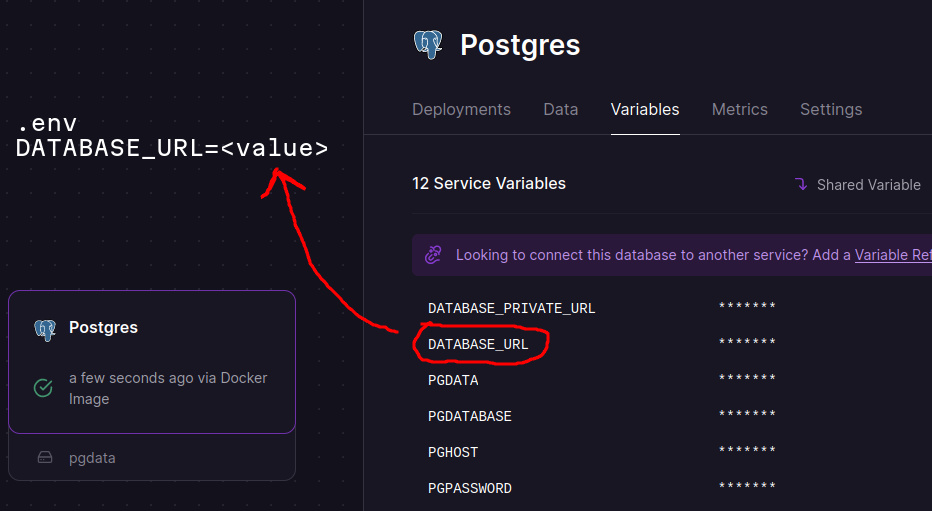 .env
DATABASE_URL=<value>
Postgres
a few seconds ago via Docker
Image
pgdata
Postgres
Deployments Data Variables Metrics Settings
12 Service Variables Shared Variable
Looking to connect this database to another service? Add a Variable Ref
DATABASE_PRIVATE_URL *******
DATABASE_URL *******
PGDATA *******
PGDATABASE *******
PGHOST *******
PGPASSWORD *******